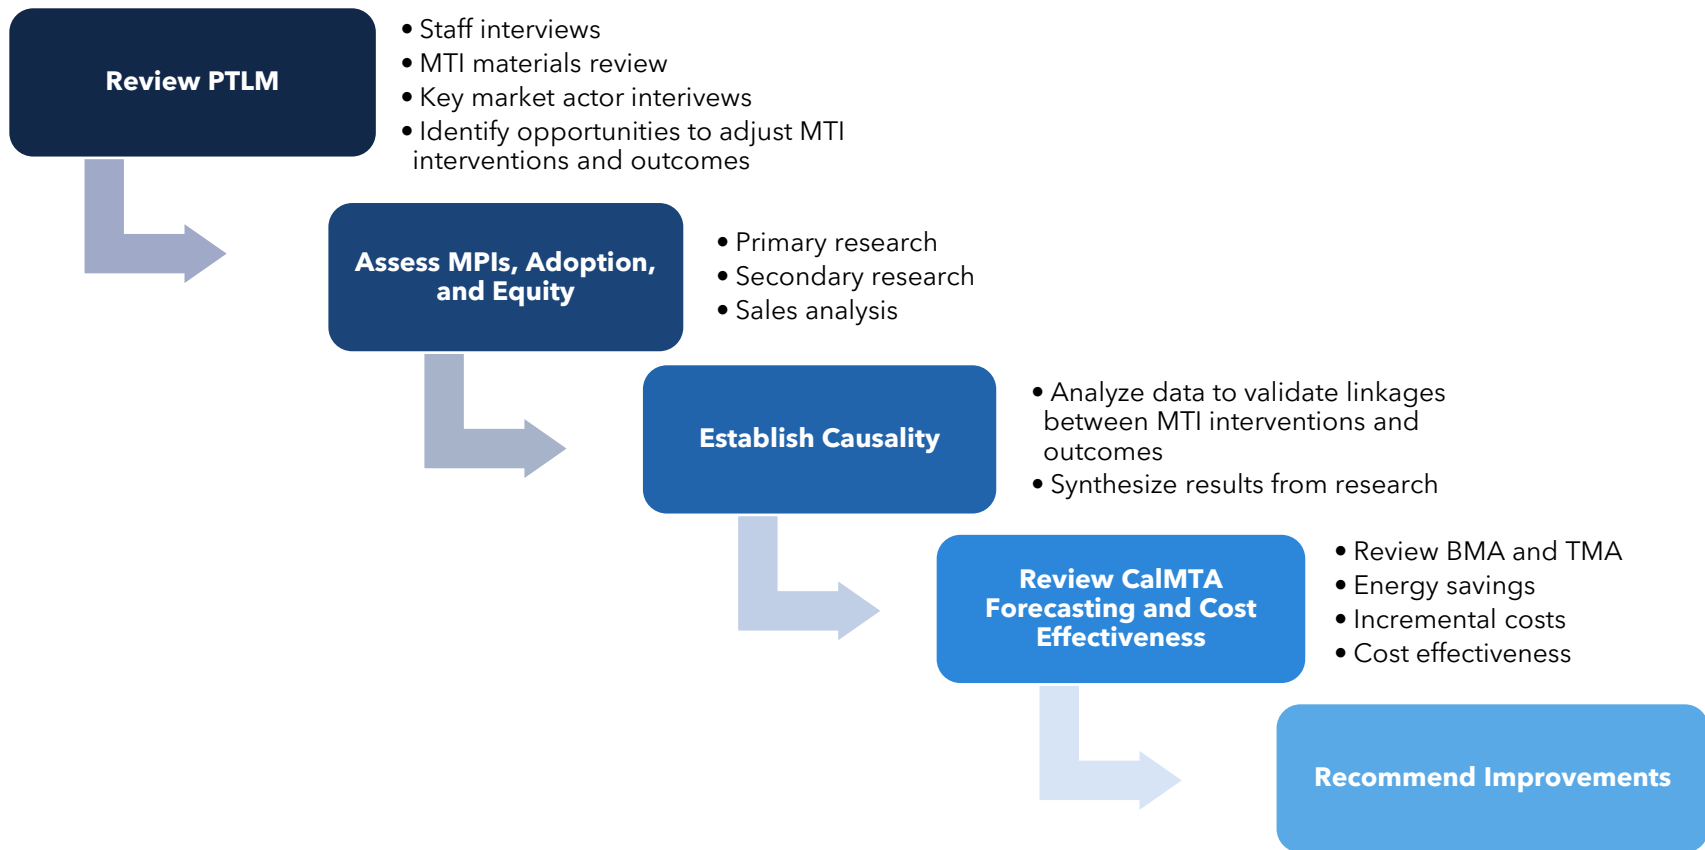 Review PTLM
• Staff interviews
• MTI materials review
• Key market actor interivews
• Identify opportunities to adjust MTI
interventions and outcomes
Assess MPIs, Adoption,
and Equity
• Primary research
• Secondary research
• Sales analysis
Establish Causality
• Analyze data to validate linkages
between MTI interventions and
outcomes
• Synthesize results from research
Review CalMTA
Forecasting and Cost
Effectiveness
• Review BMA and TMA
• Energy savings
• Incremental costs
• Cost effectiveness
Recommend Improvements